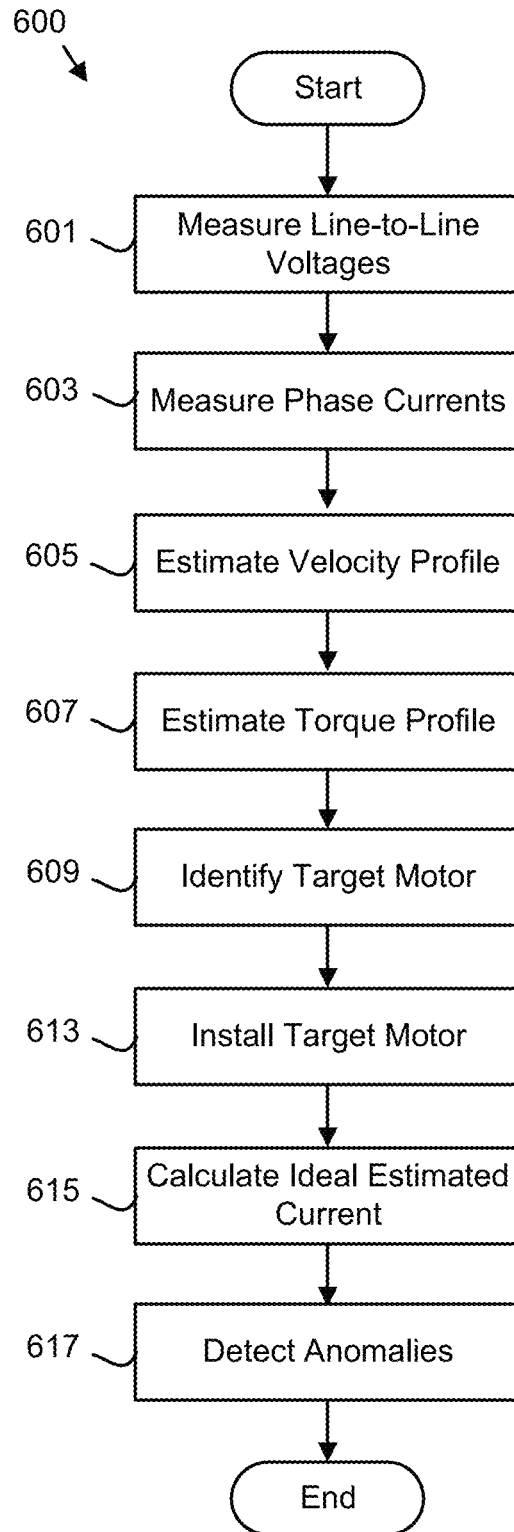 600
Start
601
Measure Line-to-Line
Voltages
603
Measure Phase Currents
605
Estimate Velocity Profile
607
Estimate Torque Profile
609
Identify Target Motor
613
Install Target Motor
615
Calculate Ideal Estimated
Current
617
Detect Anomalies
End